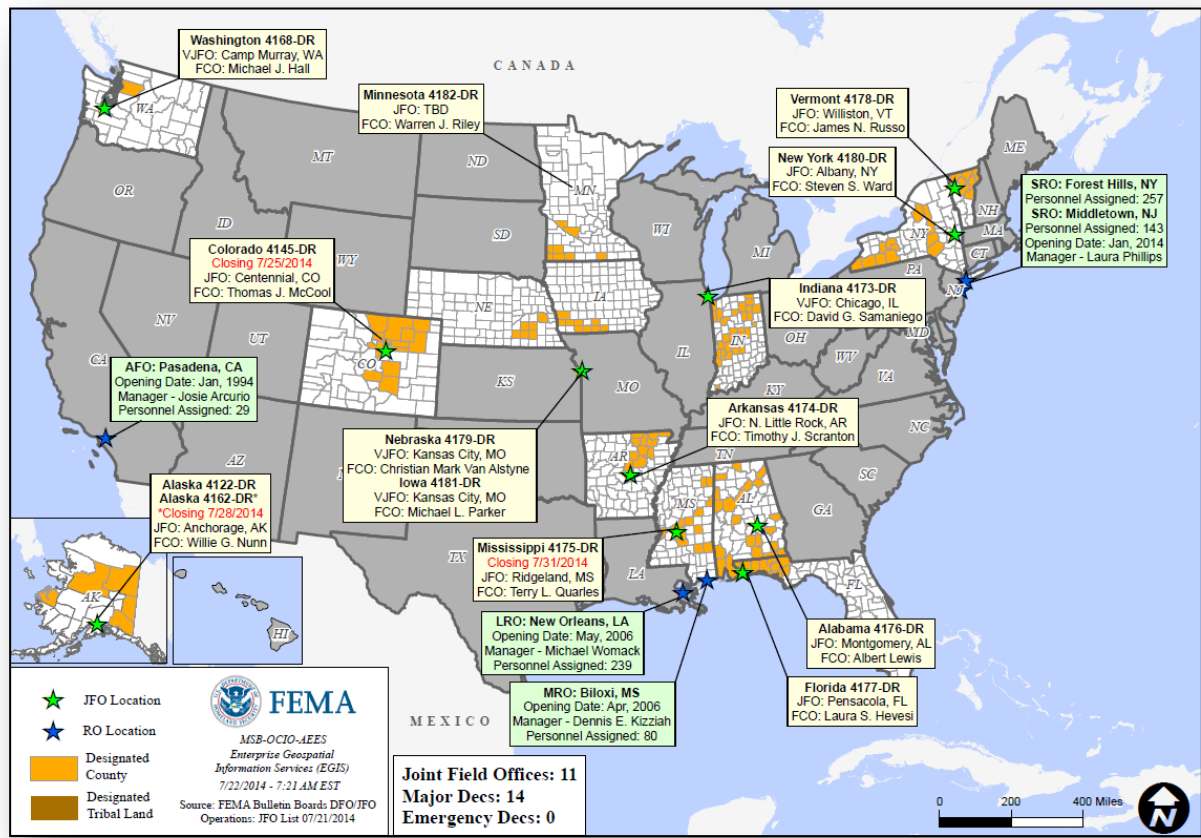 CANADA
Washington 4168-DR
VJFO: Camp Murray, WA
FCO: Michael J. Hall
Minnesota 4182-DR
JFO: TBD
FCO: Warren J. Riley
Vermont 4178-DR
JFO: Williston, VT
FCO: James N. Russo
New York 4180-DR
JFO: Albany, NY
FCO: Steven S. Ward
SRO: Forest Hills, NY
Personnel Assigned: 257
SRO: Middletown, NJ
Personnel Assigned: 143
Opening Date: Jan, 2014
Manager - Laura Phillips
Colorado 4145-DR
Closing 7/25/2014
JFO: Centennial, CO
FCO: Thomas J. McCool
Indiana 4173-DR
VJFO: Chicago, IL
FCO: David G. Samaniego
AFO: Pasadena, CA
Opening Date: Jan, 1994
Manager - Josie Arcurio
Personnel Assigned: 29
Arkansas 4174-DR
JFO: N. Little Rock, AR
FCO: Timothy J. Scranton
Nebraska 4179-DR
VJFO: Kansas City, MO
FCO: Christian Mark Van Alstyne
Iowa 4181-DR
VJFO: Kansas City, MO
FCO: Michael L. Parker
Alaska 4122-DR
Alaska 4162-DR*
*Closing 7/28/2014
JFO: Anchorage, AK
FCO: Willie G. Nunn
Mississippi 4175-DR
Closing 7/31/2014
JFO: Ridgeland, MS
FCO: Terry L. Quarles
LRO: New Orleans, LA
Opening Date: May, 2006
Manager - Michael Womack
Personnel Assigned: 239
Alabama 4176-DR
JFO: Montgomery, AL
FCO: Albert Lewis
MRO: Biloxi, MS
Opening Date: Apr, 2006
Manager - Dennis E. Kizziah
Personnel Assigned: 80
Florida 4177-DR
JFO: Pensacola, FL
FCO: Laura S. Hevesi
WA
MT
ND
MN
ME
OR
ID
SD
WI
MI
NY
NH
MA
CT
WY
PA
NJ
NE
IA
NV
UT
CO
IL
IN
OH
MD
CA
KS
MO
WV
VA
KY
AZ
AR
TN
NC
SC
MS
AL
GA
TX
LA
FL
AK
HI
MEXICO
JFO Location
RO Location
Designated
County
Designated
Tribal Land
FEMA
MSB-OCIO-AEES
Enterprise Geospatial
Information Services (EGIS)
7/22/2014 - 7:21 AM EST
Source: FEMA Bulletin Boards DFO/JFO
Operations: JFO List 07/21/2014
Joint Field Offices: 11
Major Decs: 14
Emergency Decs: 0
0 200 400 Miles
N